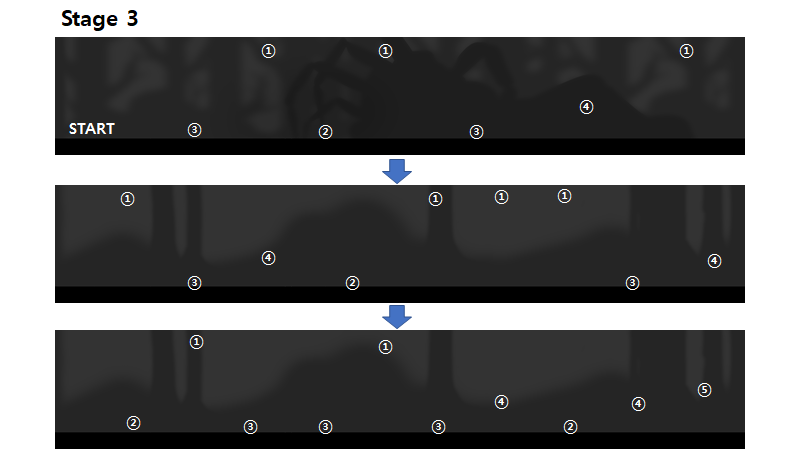 Stage 3
① ① ①
④
START ③ ② ③
① ① ① ①
④ ④
③ ② ③
① ①
④ ④ ⑤
② ③ ③ ③ ②